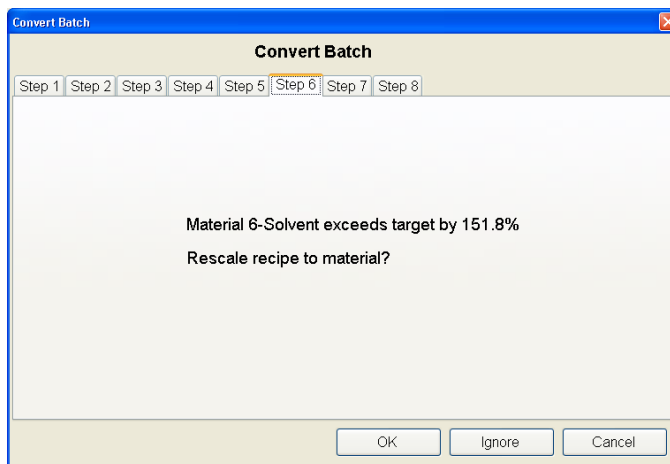 Convert Batch
Convert Batch
Step 1 Step 2 Step 3 Step 4 Step 5 Step 6 Step 7 Step 8
Material 6-Solvent exceeds target by 151.8%
Rescale recipe to material?
OK Ignore Cancel